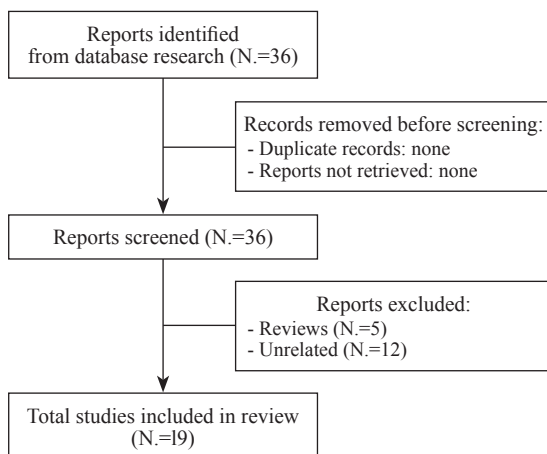 Reports identified
from database research (N.=36)
Records removed before screening:
- Duplicate records: none
- Reports not retrieved: none
Reports screened (N.=36)
Reports excluded:
- Reviews (N.=5)
- Unrelated (N.=12)
Total studies included in review
(N.=l9)